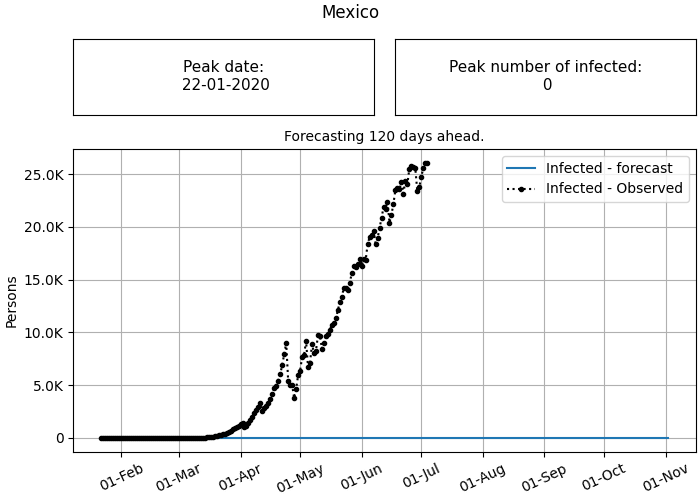 Mexico
Peak date:
22-01-2020
Peak number of infected:
0
Forecasting 120 days ahead.
Infected - forecast
Infected - Observed
Persons
25.0K
20.0K
15.0K
10.0K
5.0K
0
01-Feb
01-Mar
01-Apr
01-May
01-Jun
01-Jul
01-Aug
01-Sep
01-Oct
01-Nov